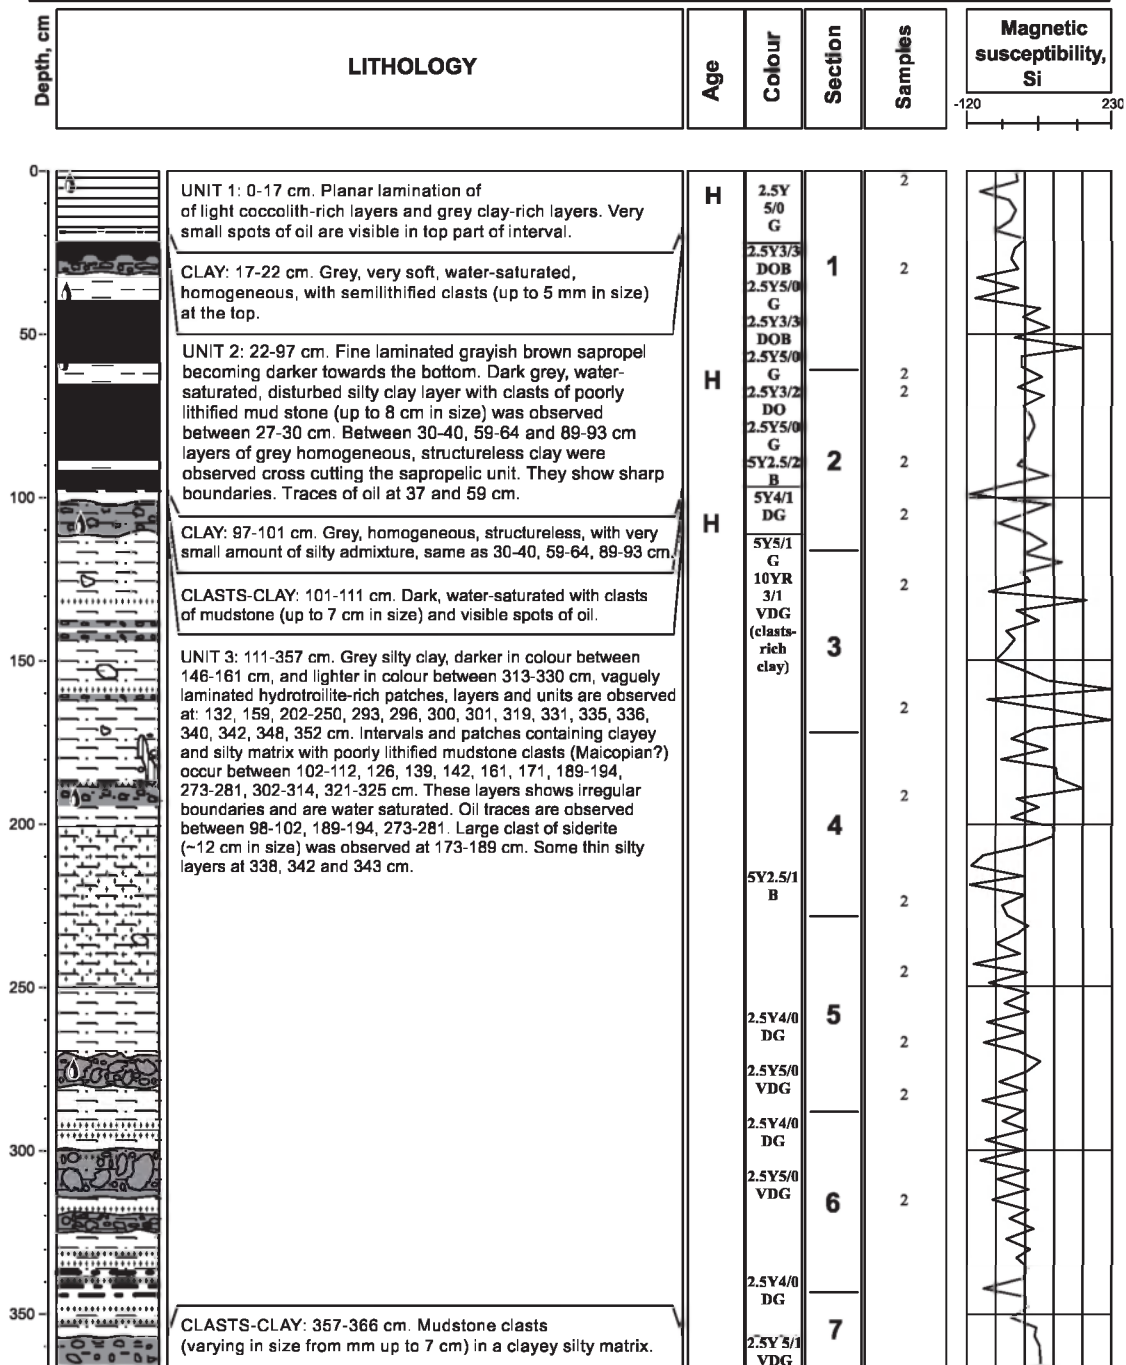 Depth, cm
LITHOLOGY
Age
Colour
Section
Samples
Magnetic
susceptibility,
Si
-120 230
0
50
100
150
200
250
300
350
UNIT 1: 0-17 cm. Planar lamination of
of light coccolith-rich layers and grey clay-rich layers. Very
small spots of oil are visible in top part of interval.
CLAY: 17-22 cm. Grey, very soft, water-saturated,
homogeneous, with semilithified clasts (up to 5 mm in size)
at the top.
UNIT 2: 22-97 cm. Fine laminated grayish brown sapropel
becoming darker towards the bottom. Dark grey, water-
saturated, disturbed silty clay layer with clasts of poorly
lithified mud stone (up to 8 cm in size) was observed
between 27-30 cm. Between 30-40, 59-64 and 89-93 cm
layers of grey homogeneous, structureless clay were
observed cross cutting the sapropelic unit. They show sharp
boundaries. Traces of oil at 37 and 59 cm.
CLAY: 97-101 cm. Grey, homogeneous, structureless, with very
small amount of silty admixture, same as 30-40, 59-64, 89-93 cm.
CLASTS-CLAY: 101-111 cm. Dark, water-saturated with clasts
of mudstone (up to 7 cm in size) and visible spots of oil.
UNIT 3: 111-357 cm. Grey silty clay, darker in colour between
146-161 cm, and lighter in colour between 313-330 cm, vaguely
laminated hydrotroilite-rich patches, layers and units are observed
at: 132, 159, 202-250, 293, 296, 300, 301, 319, 331, 335, 336,
340, 342, 348, 352 cm. Intervals and patches containing clayey
and silty matrix with poorly lithified mudstone clasts (Maicopian?)
occur between 102-112, 126, 139, 142, 161, 171, 189-194,
273-281, 302-314, 321-325 cm. These layers shows irregular
boundaries and are water saturated. Oil traces are observed
between 98-102, 189-194, 273-281. Large clast of siderite
(~12 cm in size) was observed at 173-189 cm. Some thin silty
layers at 338, 342 and 343 cm.
CLASTS-CLAY: 357-366 cm. Mudstone clasts
(varying in size from mm up to 7 cm) in a clayey silty matrix.
H
H
H
2.5Y
5/0
G
2.5Y3/3
DOB
2.5Y5/0
G
2.5Y3/3
DOB
2.5Y5/0
G
2.5Y3/2
DO
2.5Y5/0
G
5Y2.5/2
B
5Y4/1
DG
5Y5/1
G
10YR
3/1
VDG
(clasts-
rich
clay)
5Y2.5/1
B
2.5Y4/0
DG
2.5Y5/0
VDG
2.5Y4/0
DG
2.5Y5/0
VDG
2.5Y4/0
DG
2.5Y 5/1
VDG
1
2
3
4
5
6
7
2
2
2
2
2
2
2
2
2
2
2
2
2
2